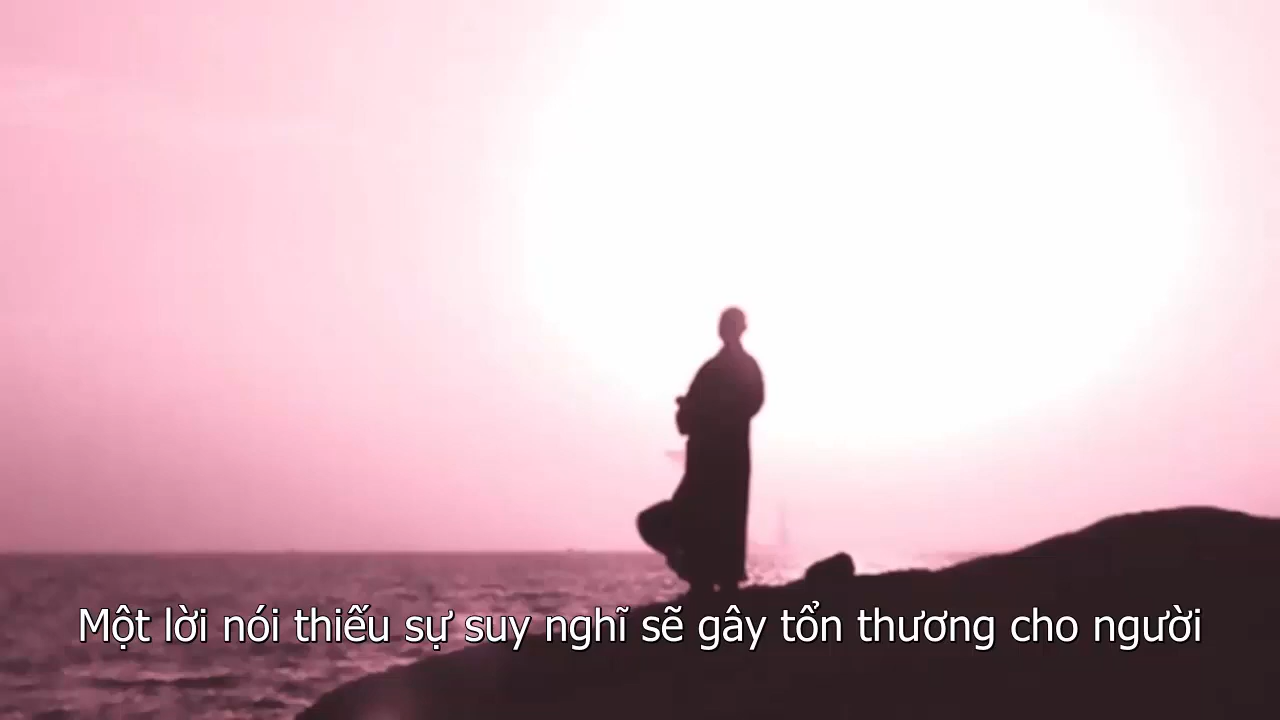 Một lời nói thiếu sự suy nghĩ sẽ gây tổn thương cho người